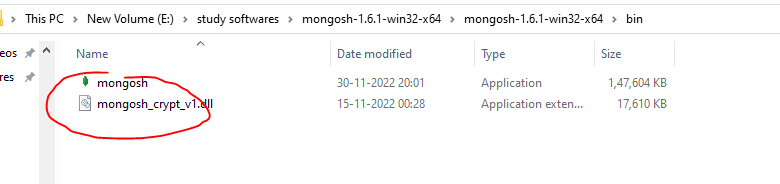 This PC > New Volume (E:) > study softwares > mongosh-1.6.1-win32-x64 > mongosh-1.6.1-win32-x64 > bin
Name Date modified Type Size
eos
mongosh 30-11-2022 20:01 Application 1,47,604 KB
res
mongosh_crypt_v1.dll 15-11-2022 00:28 Application exten... 17,610 KB